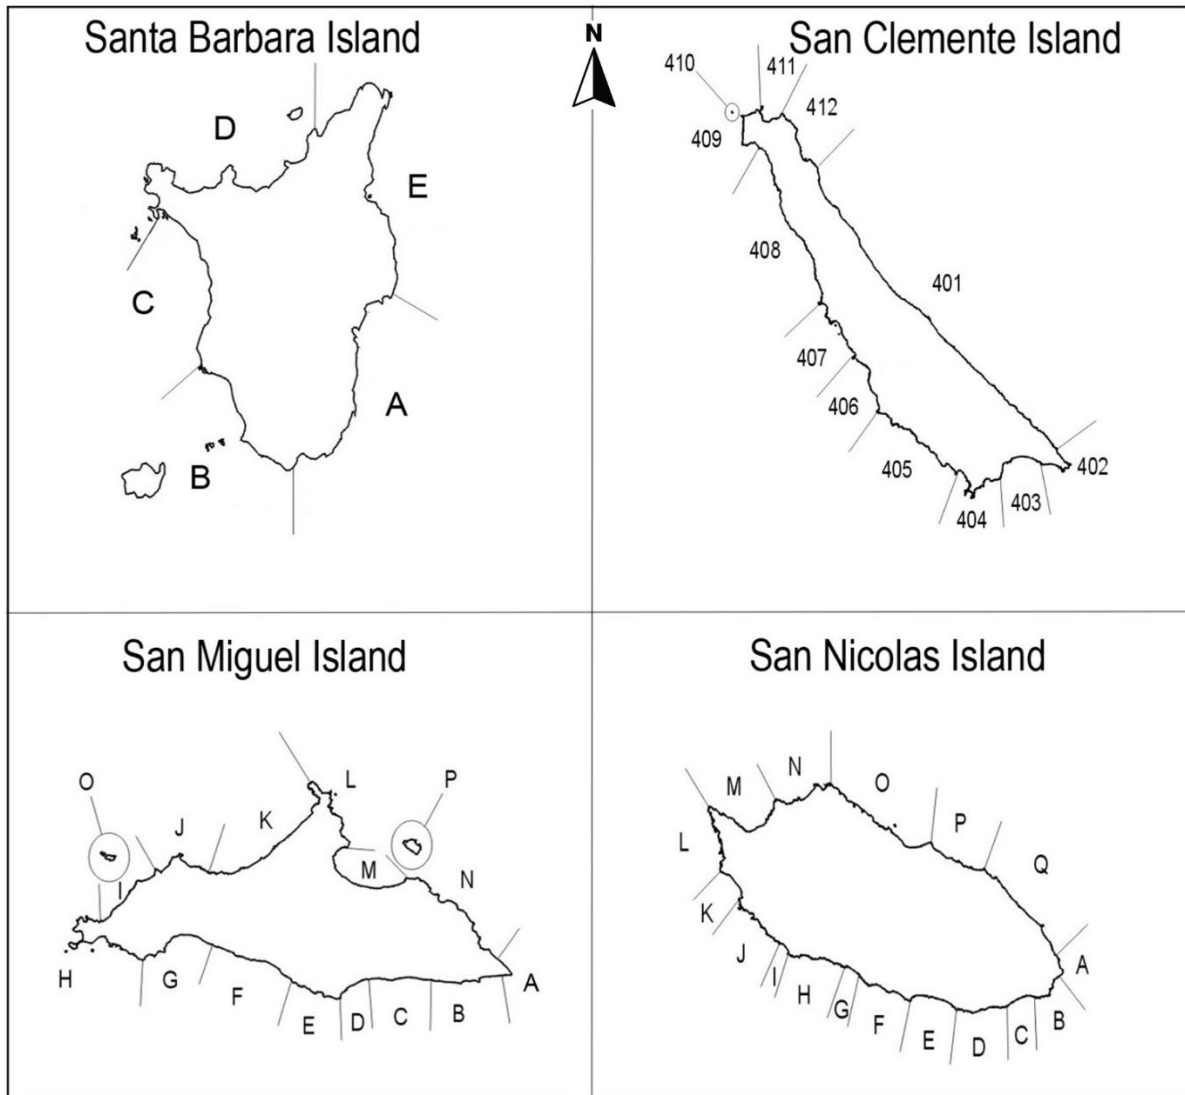 Santa Barbara Island
N
San Clemente Island
D
E
C
A
B
410
411
412
409
408
401
407
406
405
402
403
404
San Miguel Island
San Nicolas Island
O
L
P
J
K
I
M
N
H
G
F
A
E
D
C
B
M
N
O
P
L
Q
K
J
A
I
H
G
F
E
D
C
B